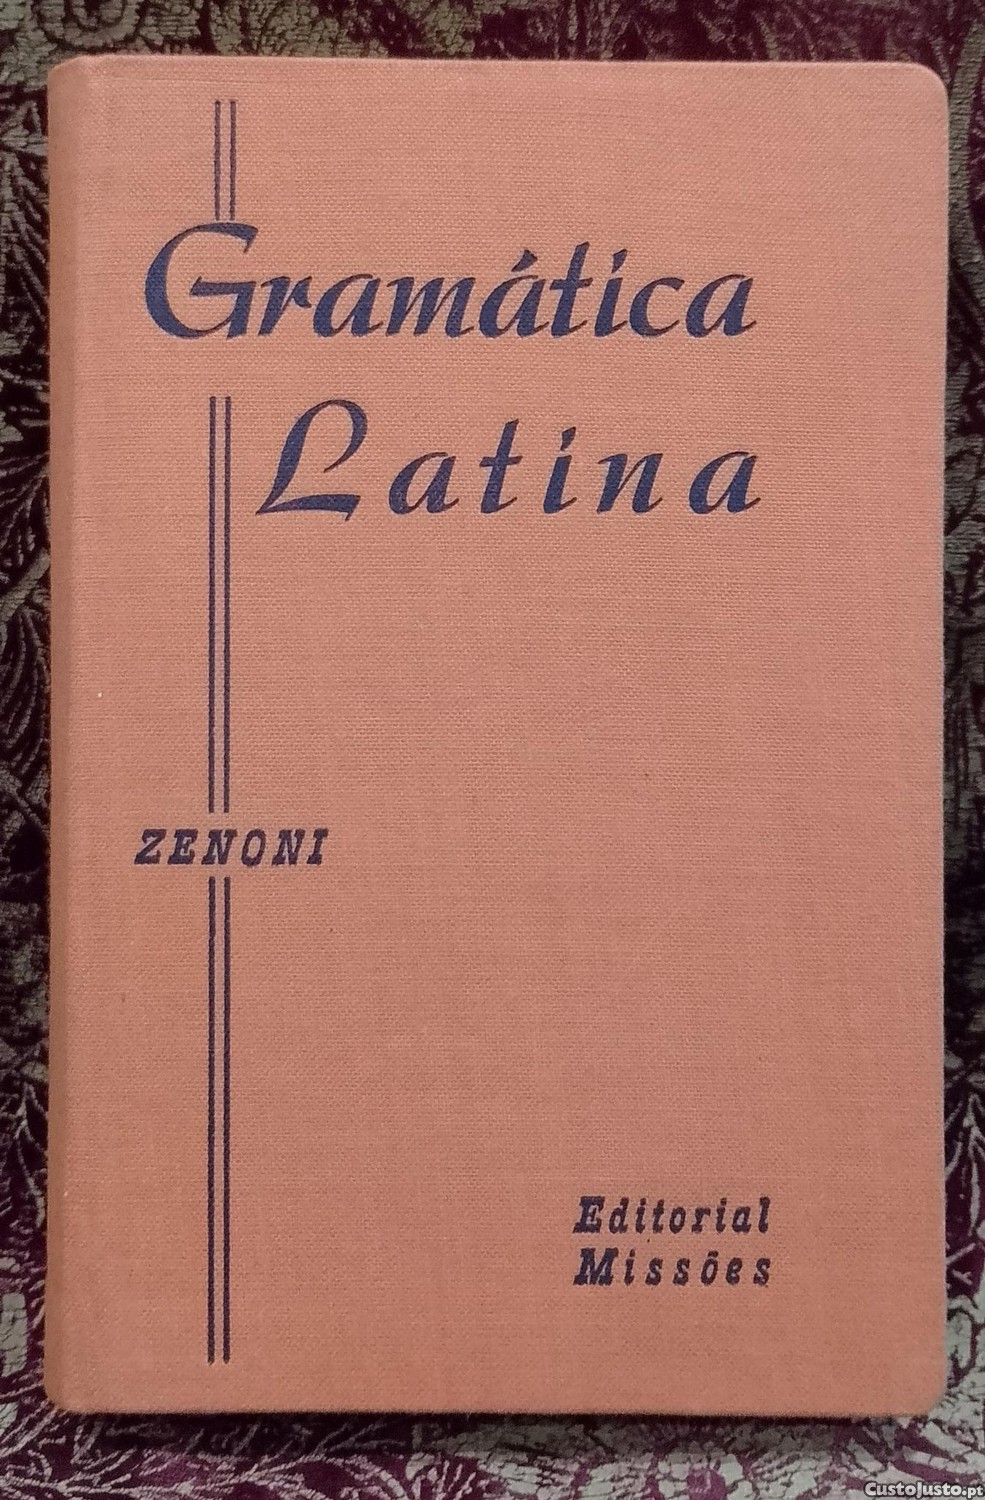 Gramática
Latina
ZENONI
Editorial
Missões
CustoJusto.pt